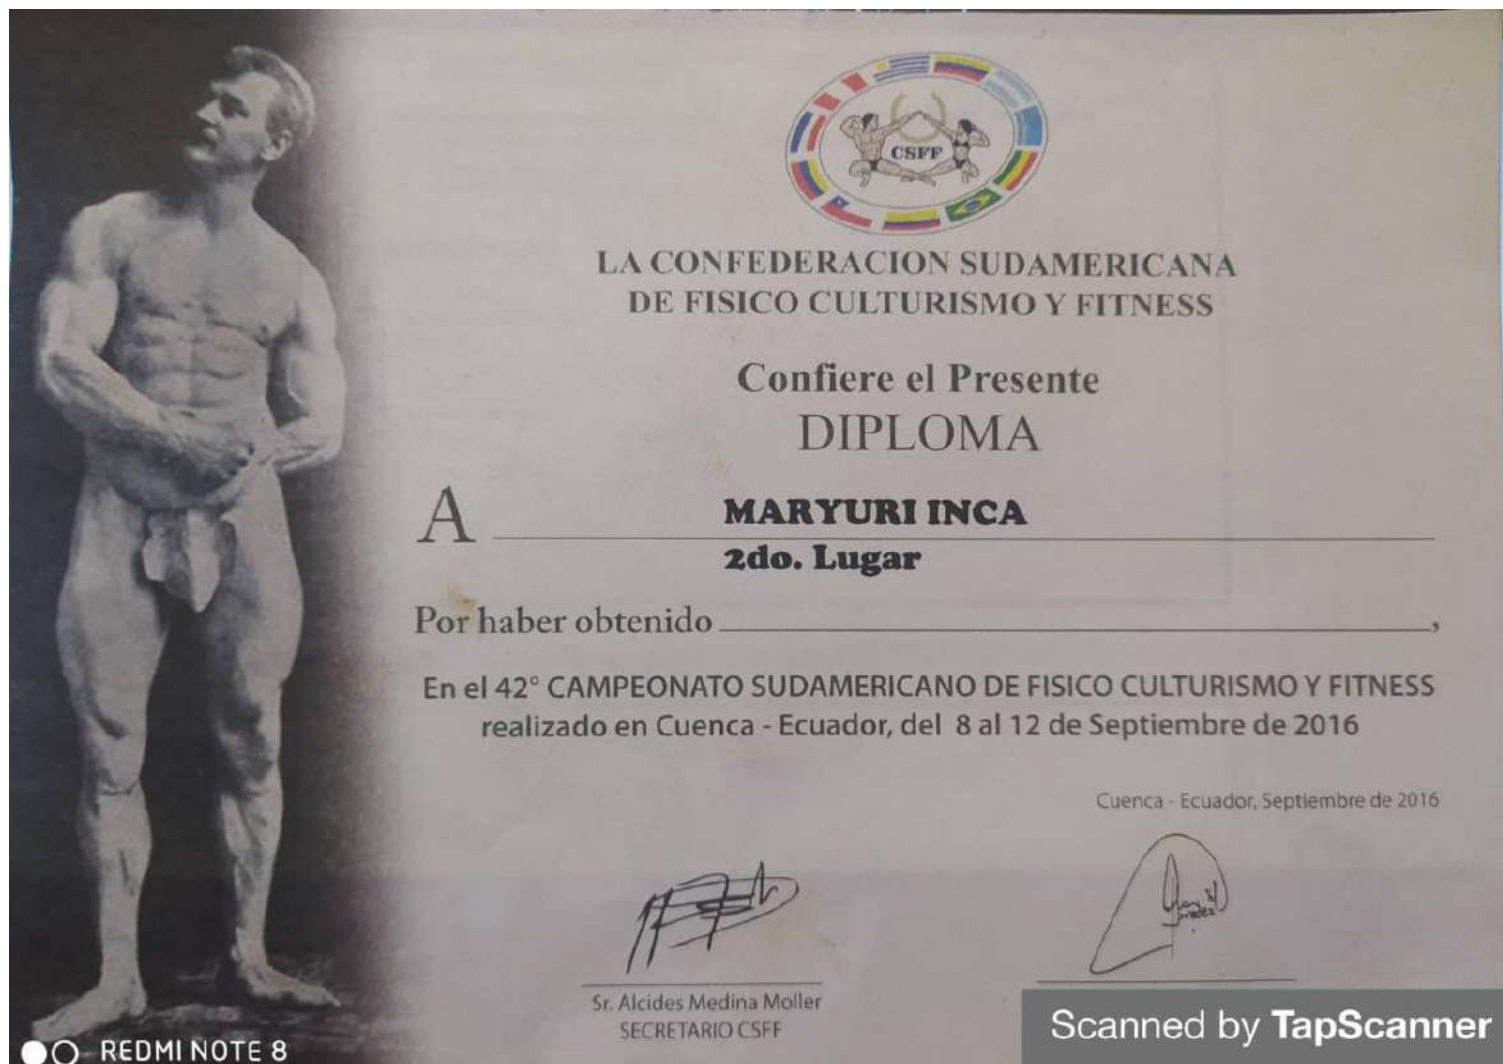 CSFF
LA CONFEDERACION SUDAMERICANA
DE FISICO CULTURISMO Y FITNESS
Confiere el Presente
DIPLOMA
A MARYURI INCA
2do. Lugar
Por haber obtenido ,
En el 42° CAMPEONATO SUDAMERICANO DE FISICO CULTURISMO Y FITNESS
realizado en Cuenca - Ecuador, del 8 al 12 de Septiembre de 2016
Cuenca - Ecuador, Septiembre de 2016
Sr. Alcides Medina Moller
SECRETARIO CSFF
REDMI NOTE 8
Scanned by TapScanner